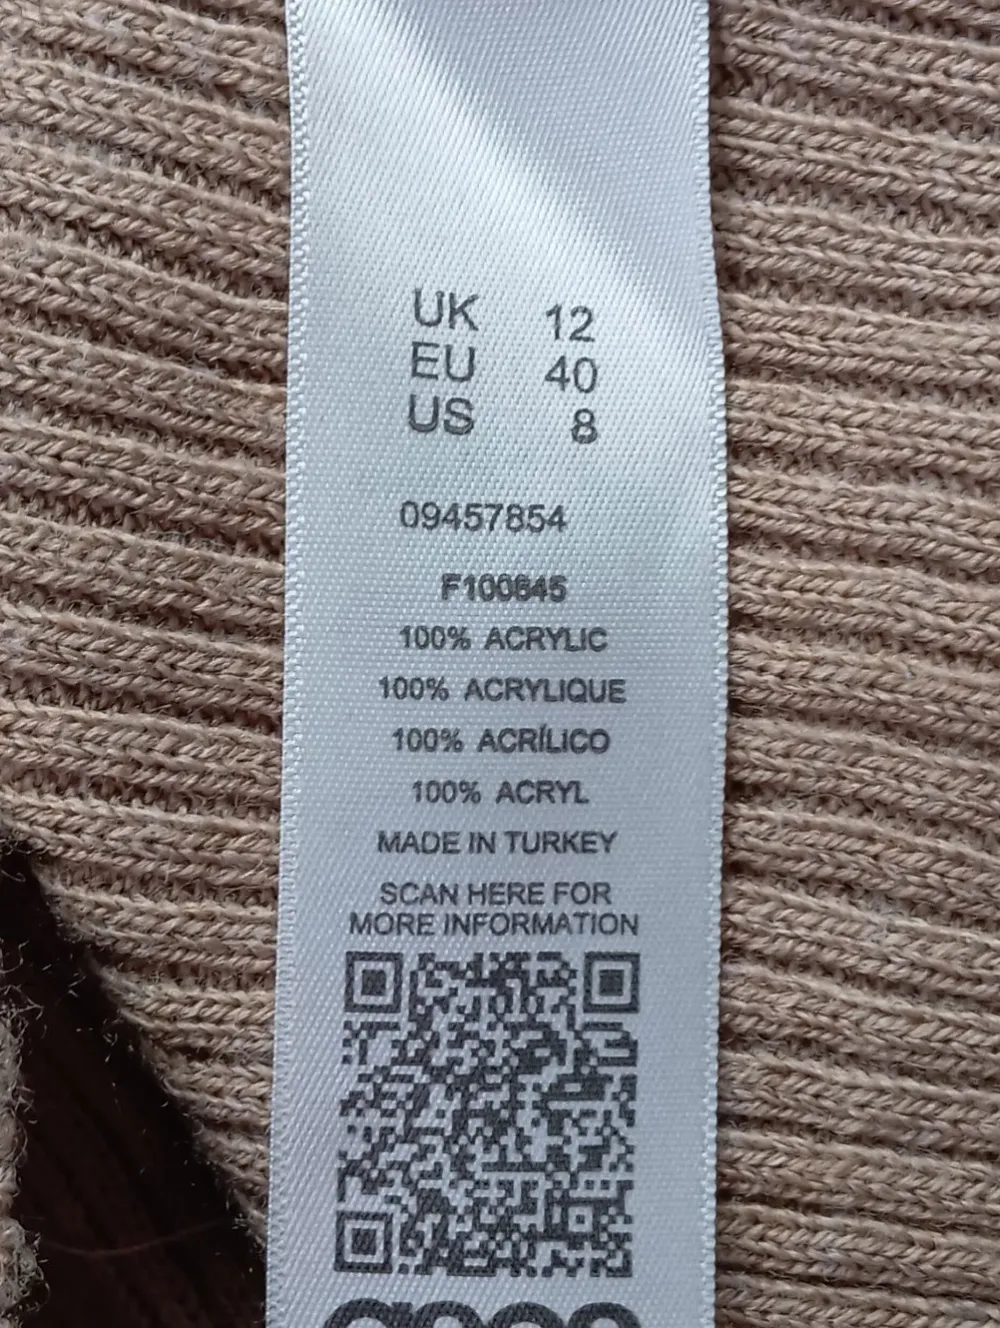 UK 12
EU 40
US 8
09457854
F100845
100% ACRYLIC
100% ACRYLIQUE
100% ACRÍLICO
100% ACRYL
MADE IN TURKEY
SCAN HERE FOR
MORE INFORMATION